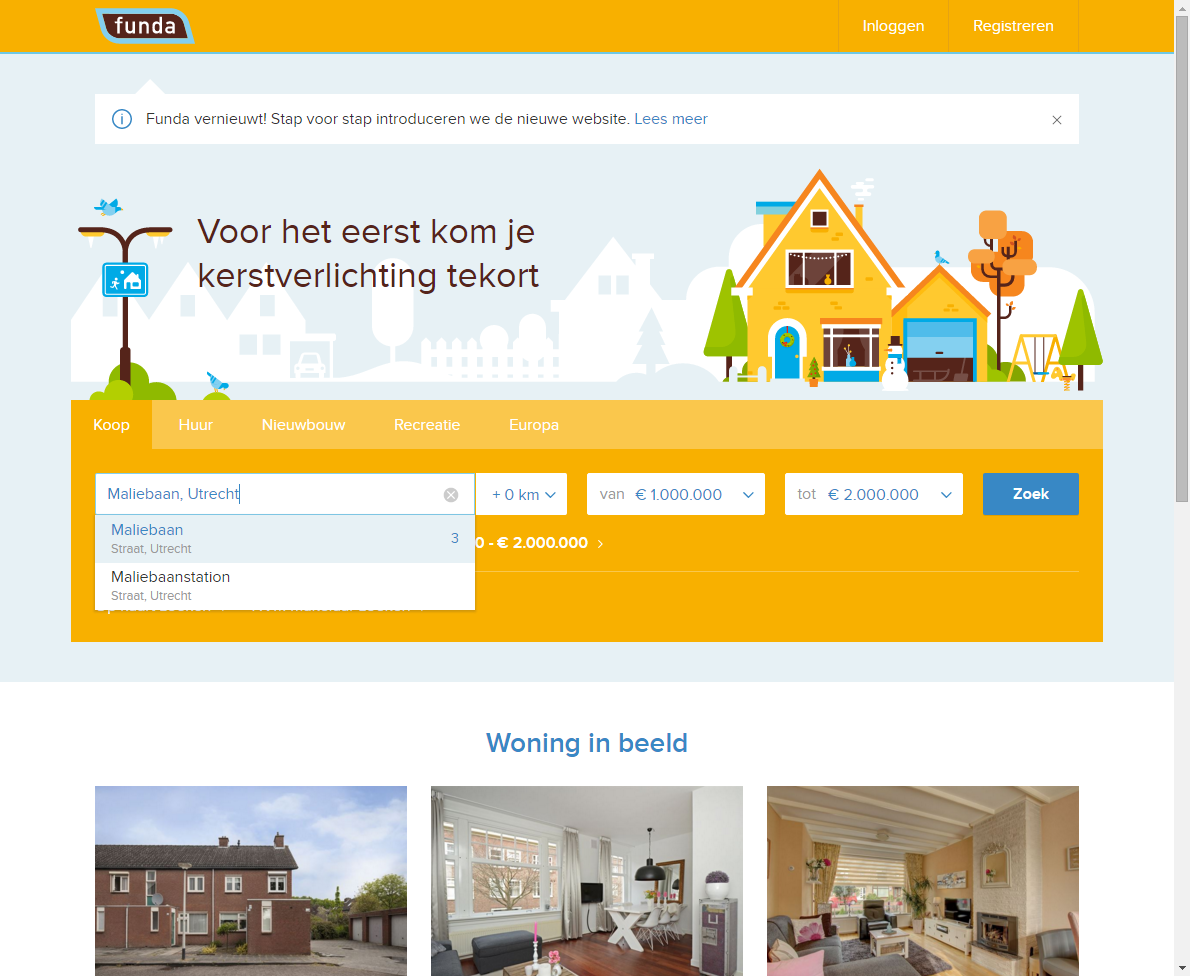 funda
Inloggen
Registreren
Funda vernieuwt! Stap voor stap introduceren we de nieuwe website. Lees meer
Voor het eerst kom je
kerstverlichting tekort
Koop
Huur
Nieuwbouw
Recreatie
Europa
Maliebaan, Utrecht
+ 0 km
van € 1.000.000
tot € 2.000.000
Zoek
Maliebaan
Straat, Utrecht
3
0 - € 2.000.000
Maliebaanstation
Straat, Utrecht
Woning in beeld